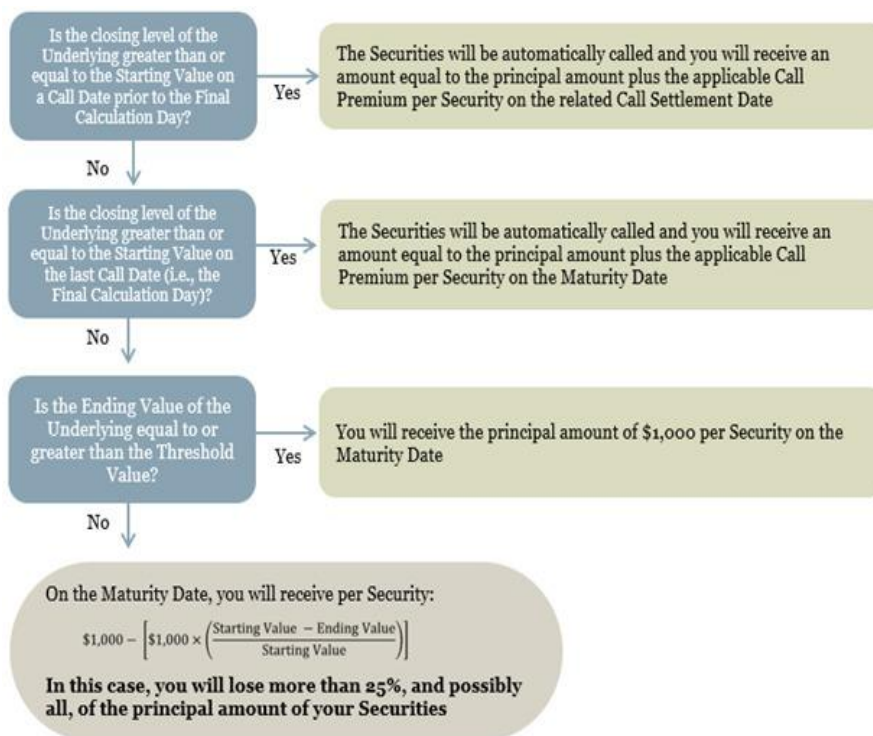 Is the closing level of the
Underlying greater than or
equal to the Starting Value on
a Call Date prior to the Final
Calculation Day?
Yes
The Securities will be automatically called and you will receive an
amount equal to the principal amount plus the applicable Call
Premium per Security on the related Call Settlement Date
No
Is the closing level of the
Underlying greater than or
equal to the Starting Value on
the last Call Date (i.e., the
Final Calculation Day)?
Yes
The Securities will be automatically called and you will receive an
amount equal to the principal amount plus the applicable Call
Premium per Security on the Maturity Date
No
Is the Ending Value of the
Underlying equal to or
greater than the Threshold
Value?
Yes
You will receive the principal amount of $1,000 per Security on the
Maturity Date
No
On the Maturity Date, you will receive per Security:
$1,000 − [$1,000 × (Starting Value − Ending Value / Starting Value)]
In this case, you will lose more than 25%, and possibly
all, of the principal amount of your Securities